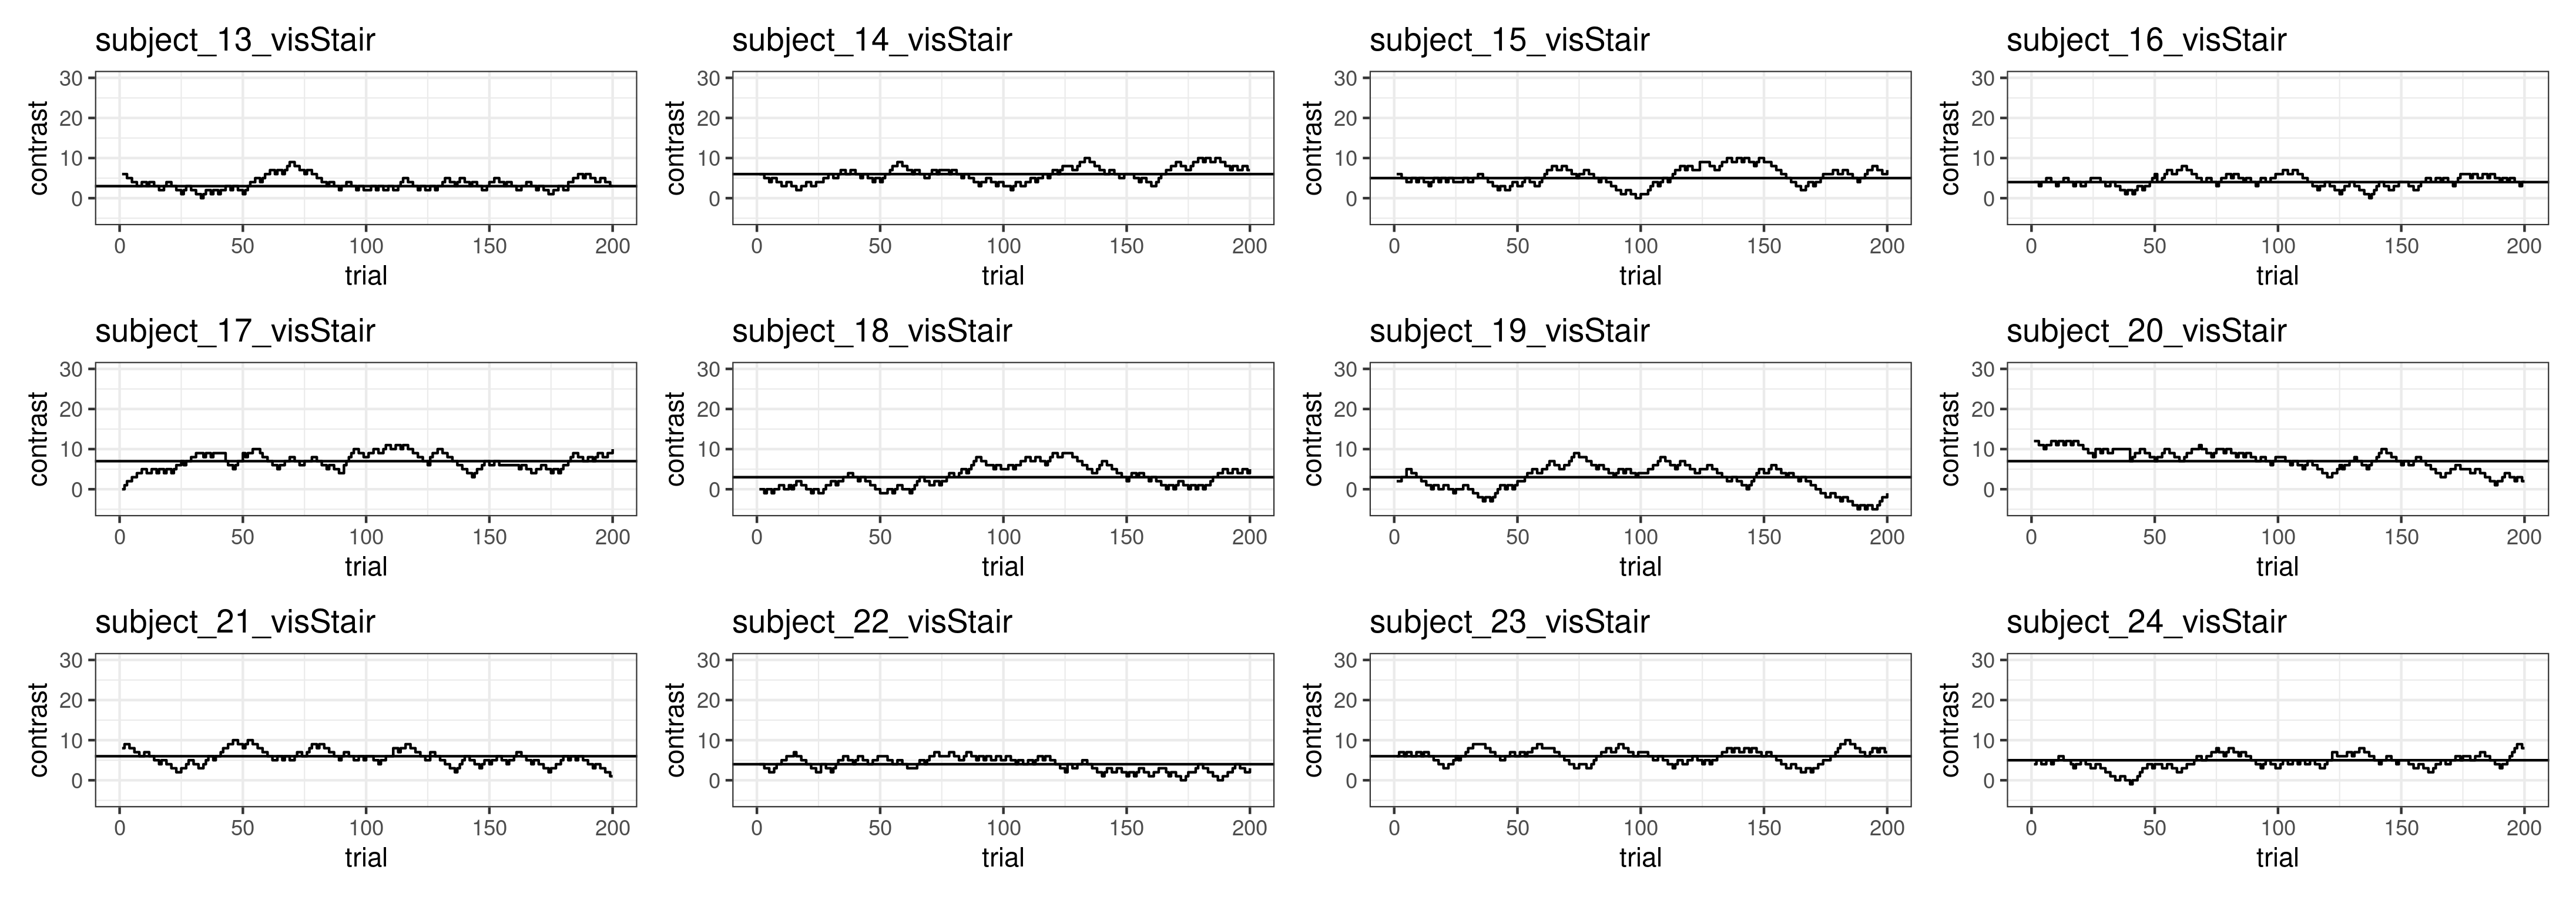 subject_13_visStair
subject_14_visStair
subject_15_visStair
subject_16_visStair
contrast
30
20
10
0
0 50 100 150 200
trial
contrast
30
20
10
0
0 50 100 150 200
trial
contrast
30
20
10
0
0 50 100 150 200
trial
contrast
30
20
10
0
0 50 100 150 200
trial
subject_17_visStair
subject_18_visStair
subject_19_visStair
subject_20_visStair
contrast
30
20
10
0
0 50 100 150 200
trial
contrast
30
20
10
0
0 50 100 150 200
trial
contrast
30
20
10
0
0 50 100 150 200
trial
contrast
30
20
10
0
0 50 100 150 200
trial
subject_21_visStair
subject_22_visStair
subject_23_visStair
subject_24_visStair
contrast
30
20
10
0
0 50 100 150 200
trial
contrast
30
20
10
0
0 50 100 150 200
trial
contrast
30
20
10
0
0 50 100 150 200
trial
contrast
30
20
10
0
0 50 100 150 200
trial